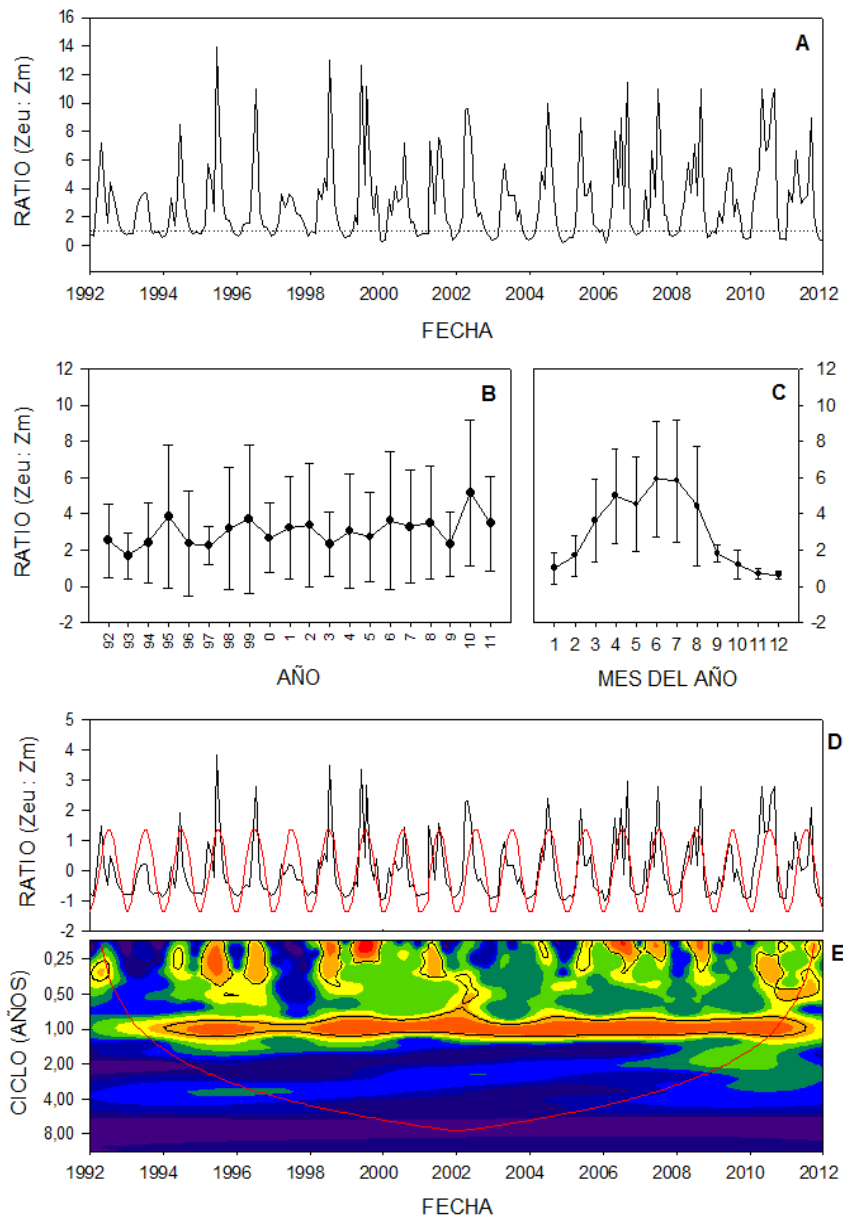 A
RATIO (Zeu: Zm)
16
14
12
10
8
6
4
2
0
1992 1994 1996 1998 2000 2002 2004 2006 2008 2010 2012
FECHA
B
RATIO (Zeu: Zm)
12
10
8
6
4
2
0
-2
92 93 94 95 96 97 98 99 0 1 2 3 4 5 6 7 8 9 10 11
AÑO
C
12
10
8
6
4
2
0
-2
1 2 3 4 5 6 7 8 9 10 11 12
MES DEL AÑO
D
RATIO (Zeu: Zm)
5
4
3
2
1
0
-1
-2
E
CICLO (AÑOS)
0,25
0,50
1,00
2,00
4,00
8,00
1992 1994 1996 1998 2000 2002 2004 2006 2008 2010 2012
FECHA